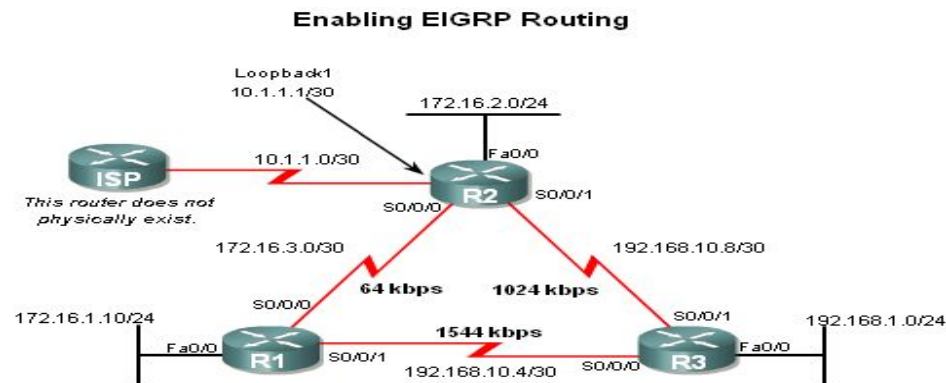 Enabling EIGRP Routing
Loopback1
10.1.1.1/30
172.16.2.0/24
Fa0/0
10.1.1.0/30
ISP
R2
S0/0/0
S0/0/1
This router does not
physically exist.
172.16.3.0/30
192.168.10.8/30
64 kbps
1024 kbps
S0/0/0
S0/0/1
172.16.1.10/24
1544 kbps
192.168.1.0/24
Fa0/0
R1
S0/0/1
192.168.10.4/30
S0/0/0
R3
Fa0/0